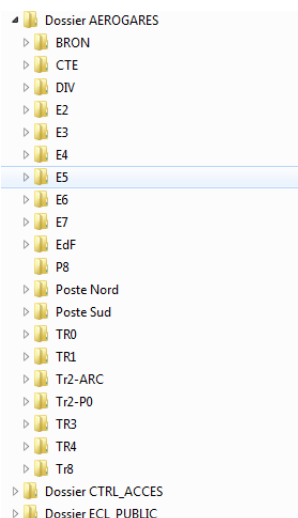 Dossier AEROGARES
BRON
CTE
DIV
E2
E3
E4
E5
E6
E7
EdF
P8
Poste Nord
Poste Sud
TR0
TR1
Tr2-ARC
Tr2-P0
TR3
TR4
Tr8
Dossier CTRL_ACCES
Dossier ECL_PUBLIC